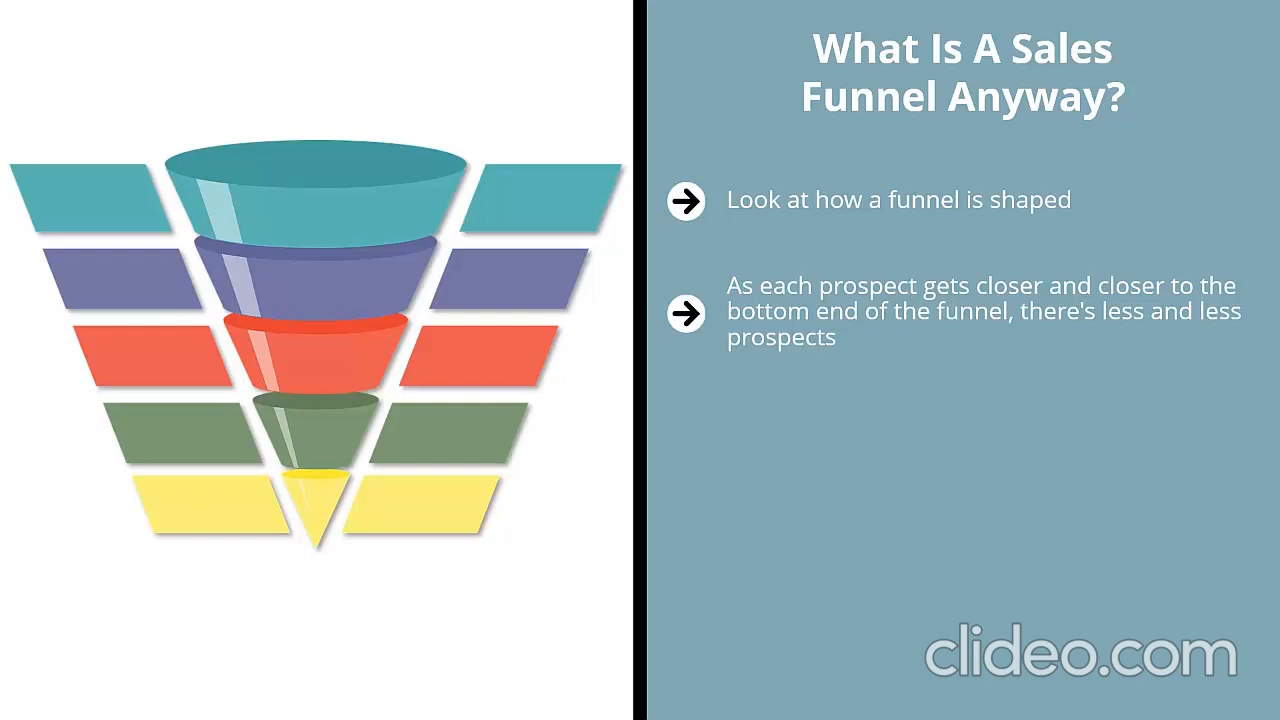 What Is A Sales
Funnel Anyway?
Look at how a funnel is shaped
As each prospect gets closer and closer to the
bottom end of the funnel, there's less and less
prospects
clideo.com